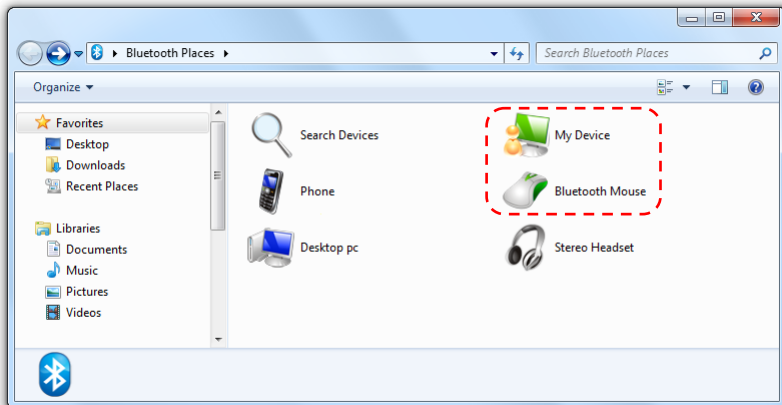 Bluetooth Places
Search Bluetooth Places
Organize
Favorites
Desktop
Downloads
Recent Places
Libraries
Documents
Music
Pictures
Videos
Search Devices
My Device
Phone
Bluetooth Mouse
Desktop pc
Stereo Headset